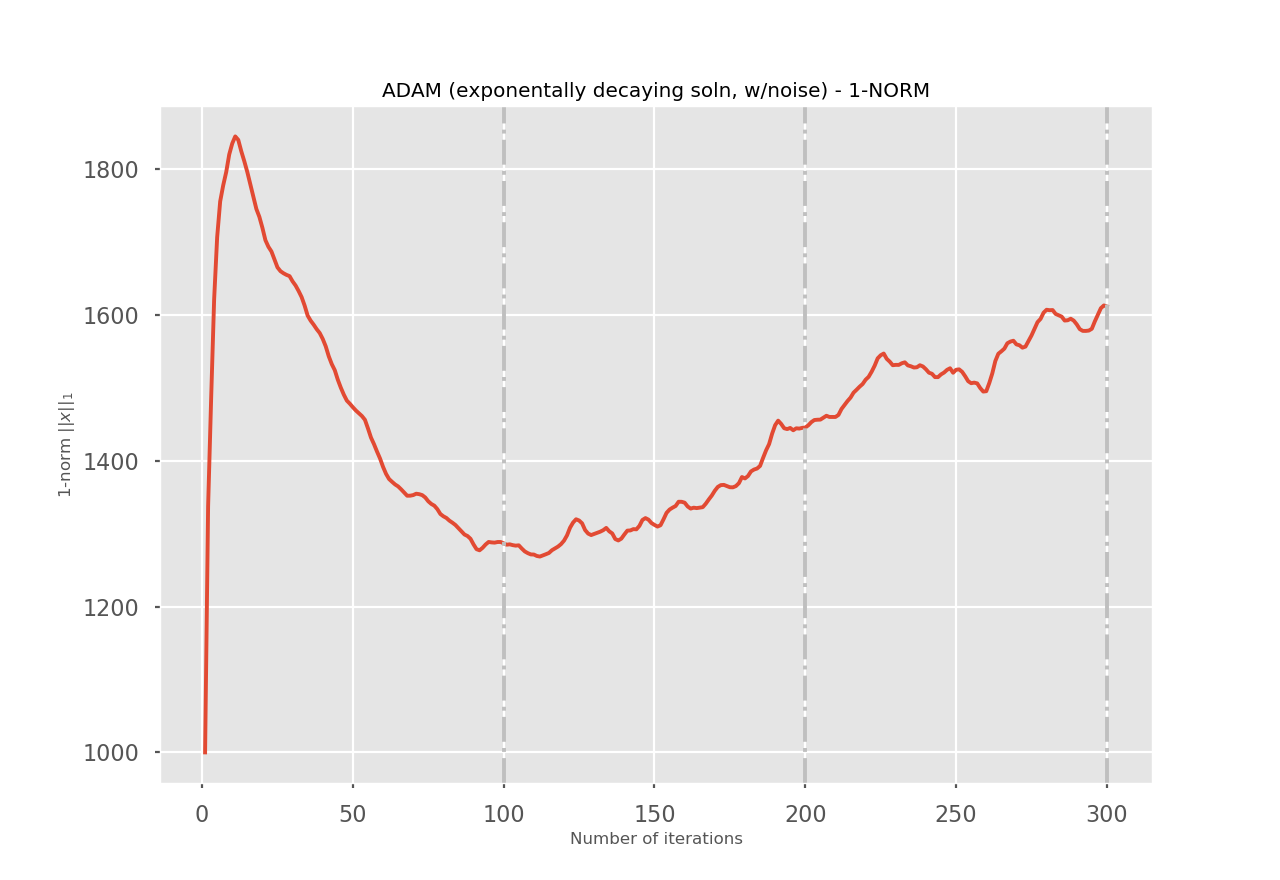 ADAM (exponentially decaying soln, w/noise) - 1-NORM
1800
1600
1400
1200
1000
1-norm ||x||₁
0 50 100 150 200 250 300
Number of iterations